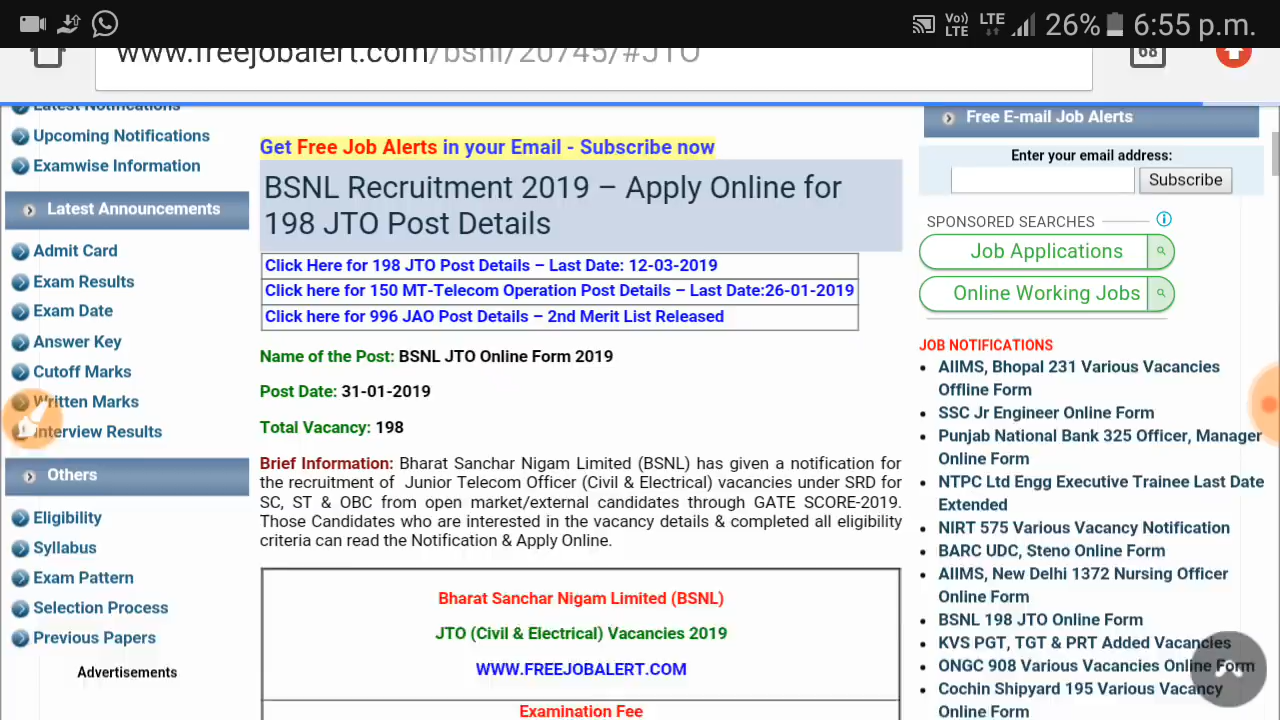 Vo))
LTE
LTE
26%
6:55 p.m.
www.freejobalert.com/bsnl/20745/#JTO
68
Latest Notifications
Upcoming Notifications
Examwise Information
Latest Announcements
Admit Card
Exam Results
Exam Date
Answer Key
Cutoff Marks
Written Marks
Interview Results
Others
Eligibility
Syllabus
Exam Pattern
Selection Process
Previous Papers
Advertisements
Get Free Job Alerts in your Email - Subscribe now
BSNL Recruitment 2019 – Apply Online for
198 JTO Post Details
Click Here for 198 JTO Post Details – Last Date: 12-03-2019
Click here for 150 MT-Telecom Operation Post Details – Last Date:26-01-2019
Click here for 996 JAO Post Details – 2nd Merit List Released
Name of the Post: BSNL JTO Online Form 2019
Post Date: 31-01-2019
Total Vacancy: 198
Brief Information: Bharat Sanchar Nigam Limited (BSNL) has given a notification for
the recruitment of Junior Telecom Officer (Civil & Electrical) vacancies under SRD for
SC, ST & OBC from open market/external candidates through GATE SCORE-2019.
Those Candidates who are interested in the vacancy details & completed all eligibility
criteria can read the Notification & Apply Online.
Bharat Sanchar Nigam Limited (BSNL)
JTO (Civil & Electrical) Vacancies 2019
WWW.FREEJOBALERT.COM
Examination Fee
Free E-mail Job Alerts
Enter your email address:
Subscribe
SPONSORED SEARCHES
Job Applications
Online Working Jobs
JOB NOTIFICATIONS
AIIMS, Bhopal 231 Various Vacancies
Offline Form
SSC Jr Engineer Online Form
Punjab National Bank 325 Officer, Manager
Online Form
NTPC Ltd Engg Executive Trainee Last Date
Extended
NIRT 575 Various Vacancy Notification
BARC UDC, Steno Online Form
AIIMS, New Delhi 1372 Nursing Officer
Online Form
BSNL 198 JTO Online Form
KVS PGT, TGT & PRT Added Vacancies
ONGC 908 Various Vacancies Online Form
Cochin Shipyard 195 Various Vacancy
Online Form